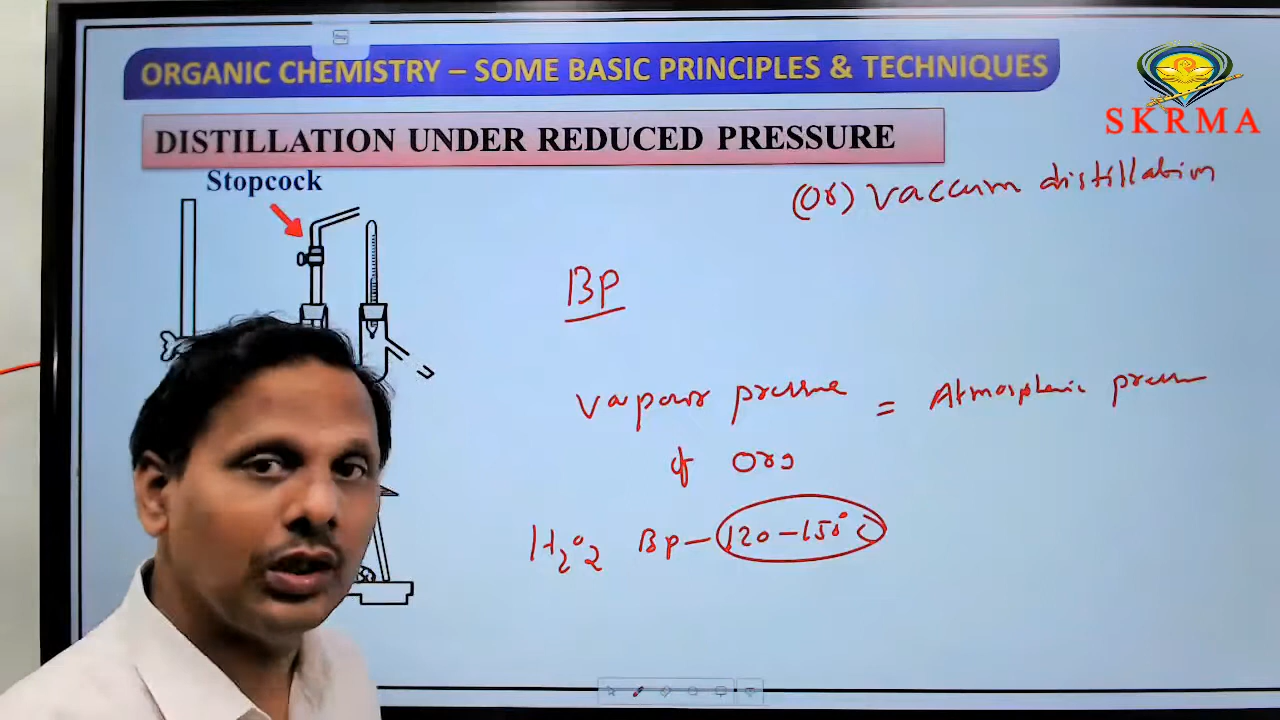 ORGANIC CHEMISTRY – SOME BASIC PRINCIPLES & TECHNIQUES
SKRMA
DISTILLATION UNDER REDUCED PRESSURE
Stopcock
(Or) Vaccum distillation
BP
Vapour pressure = Atmospheric pressure
of Org
H2O2 BP – 120 – 150°C